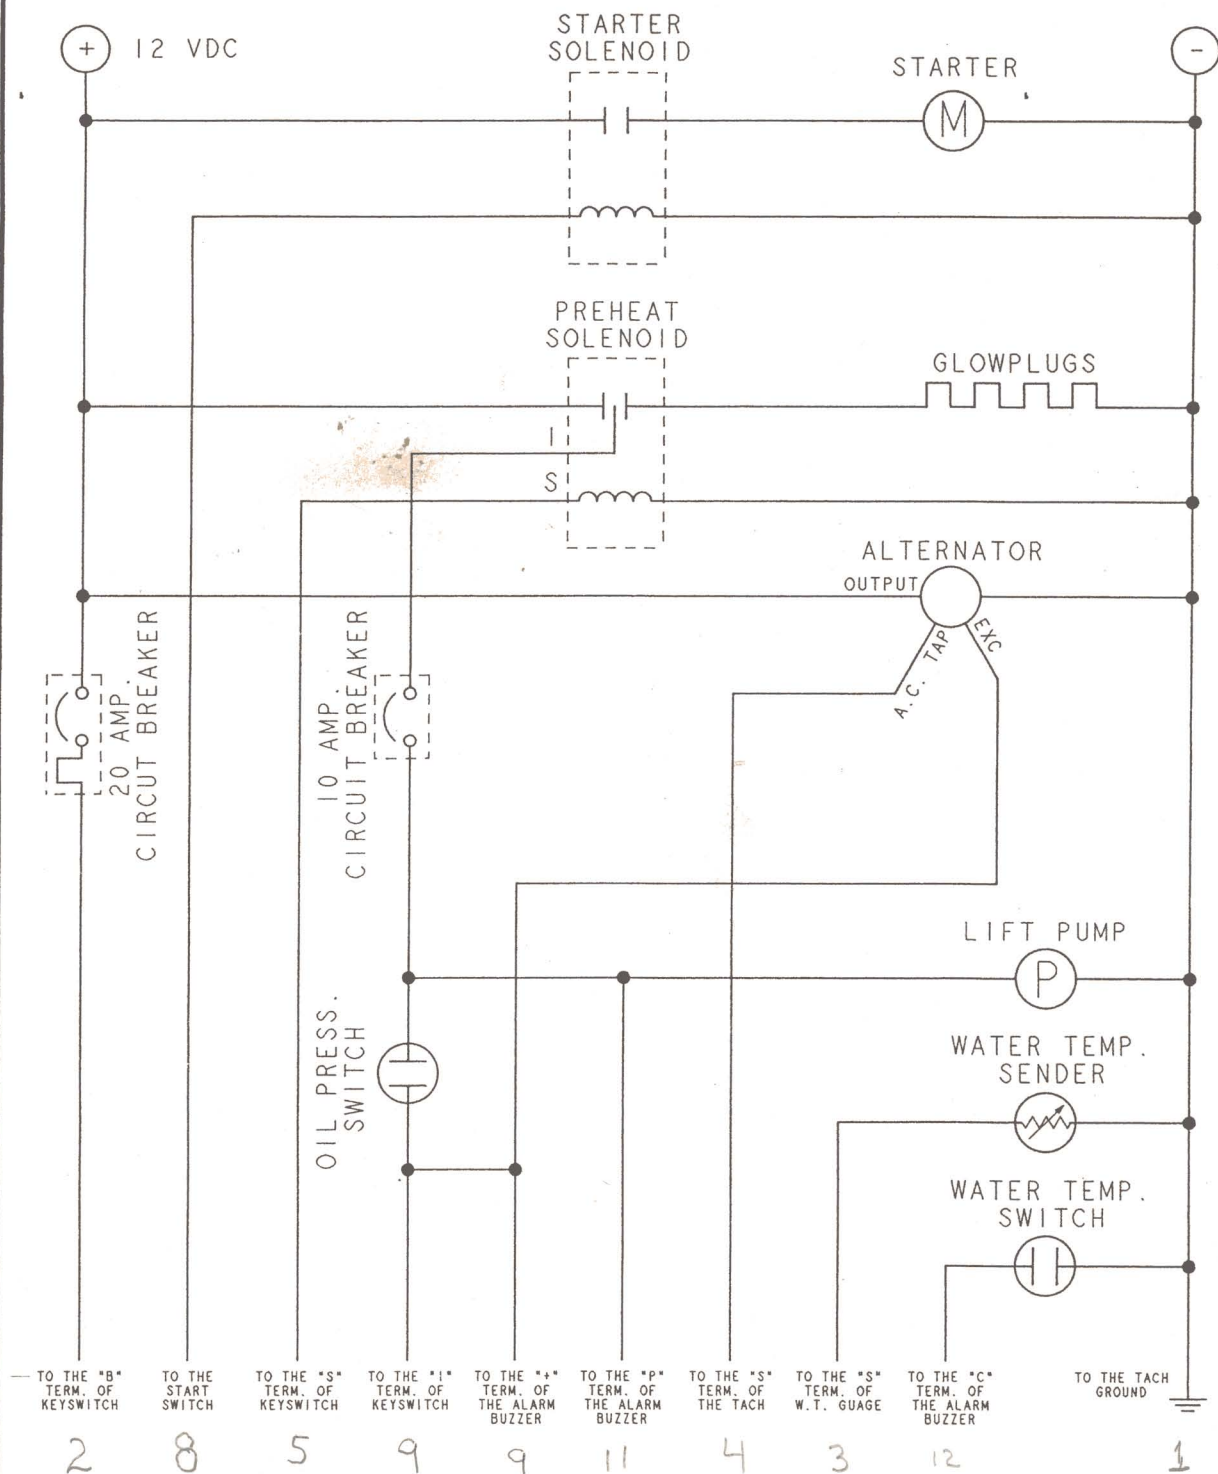 + 12 VDC
STARTER
SOLENOID
-
STARTER
M
PREHEAT
SOLENOID
GLOWPLUGS
I
S
ALTERNATOR
OUTPUT
A.C. TAP
EXC
20 AMP.
CIRCUT BREAKER
10 AMP.
CIRCUIT BREAKER
LIFT PUMP
P
OIL PRESS.
SWITCH
WATER TEMP.
SENDER
WATER TEMP.
SWITCH
TO THE "B"
TERM. OF
KEYSWITCH
TO THE
START
SWITCH
TO THE "S"
TERM. OF
KEYSWITCH
TO THE "I"
TERM. OF
KEYSWITCH
TO THE "+"
TERM. OF
THE ALARM
BUZZER
TO THE "P"
TERM. OF
THE ALARM
BUZZER
TO THE "S"
TERM. OF
THE TACH
TO THE "S"
TERM. OF
W.T. GUAGE
TO THE "C"
TERM. OF
THE ALARM
BUZZER
TO THE TACH
GROUND
2 8 5 9 9 11 4 3 12 1